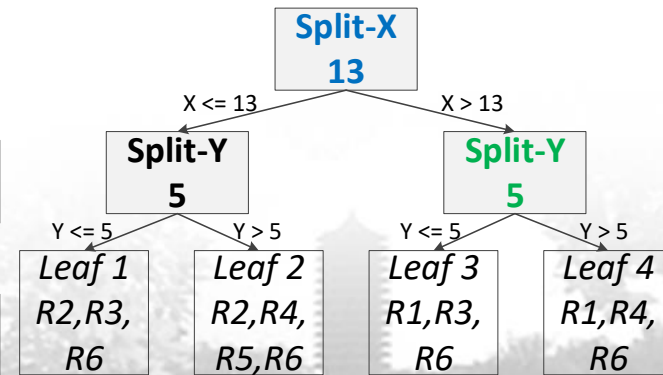 Split-X
13
X <= 13
X > 13
Split-Y
5
Split-Y
5
Y <= 5
Y > 5
Y <= 5
Y > 5
Leaf 1
R2,R3,
R6
Leaf 2
R2,R4,
R5,R6
Leaf 3
R1,R3,
R6
Leaf 4
R1,R4,
R6